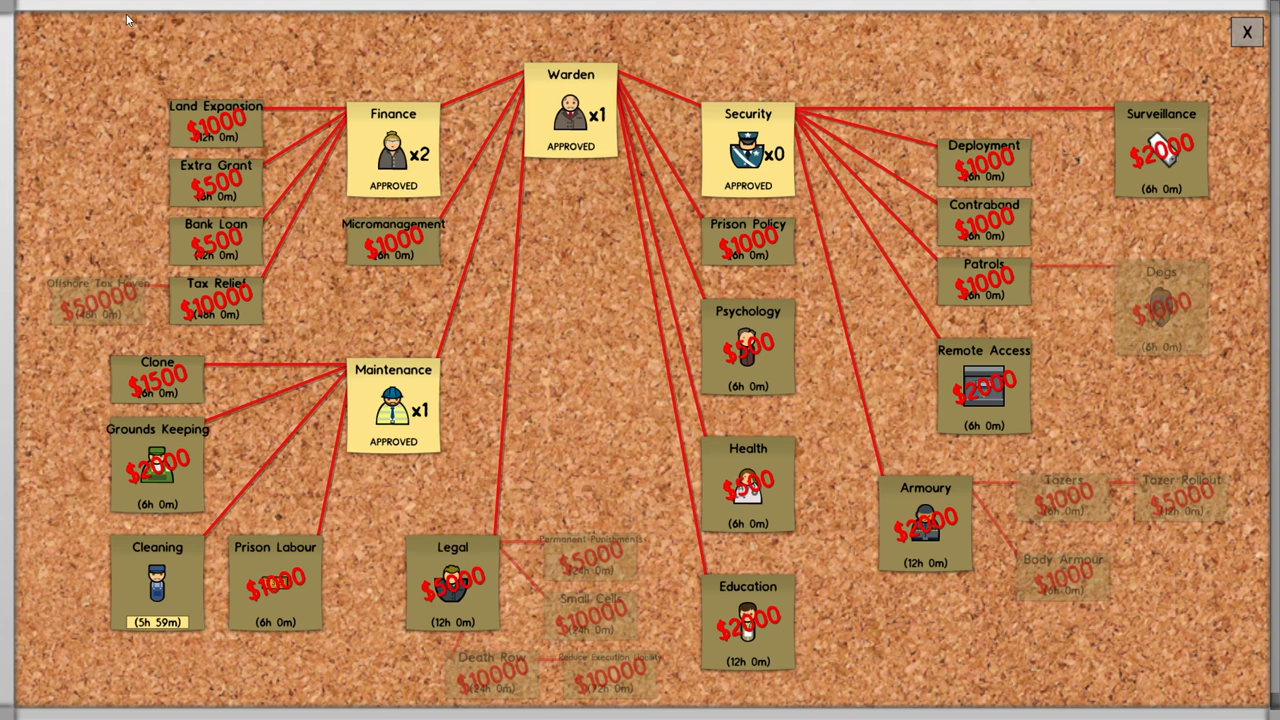 X
Warden
x1
APPROVED
Land Expansion
$1000
(12h 0m)
Finance
x2
APPROVED
Security
x0
APPROVED
Surveillance
$2000
(6h 0m)
Extra Grant
$500
Deployment
$1000
(6h 0m)
Bank Loan
$500
Micromanagement
$1000
(6h 0m)
Prison Policy
$1000
(6h 0m)
Contraband
$1000
(6h 0m)
Offshore Tax Haven
$50000
Tax Relief
$10000
(48h 0m)
Patrols
$1000
(6h 0m)
Dogs
$1000
(6h 0m)
Psychology
$500
(6h 0m)
Remote Access
$2000
(6h 0m)
Clone
$1500
(6h 0m)
Maintenance
x1
APPROVED
Grounds Keeping
$2000
(6h 0m)
Health
$500
(6h 0m)
Armoury
$2000
(12h 0m)
Tazers
$1000
(6h 0m)
Tazer Rollout
$5000
(12h 0m)
Body Armour
$1000
(6h 0m)
Cleaning
(5h 59m)
Prison Labour
$1000
(6h 0m)
Legal
$5000
(12h 0m)
Permanent Punishments
$5000
(24h 0m)
Small Cells
$10000
(24h 0m)
Education
$2000
(12h 0m)
Death Row
$10000
(24h 0m)
Reduce Execution Liability
$10000
(72h 0m)